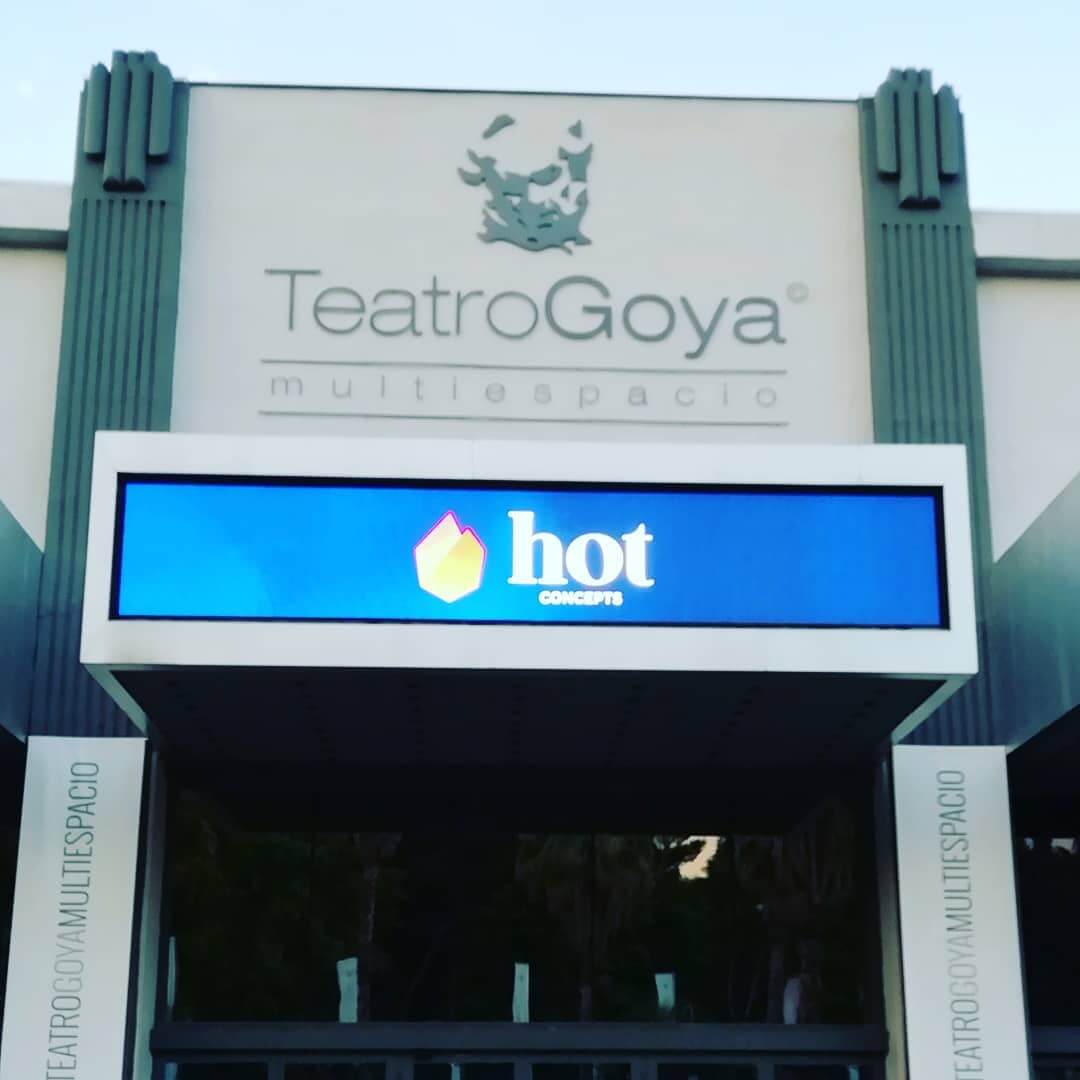 TeatroGoya©
multiespacio
hot
CONCEPTS
TEATROGOYAMULTIESPACIO
TEATROGOYAMULTIESPACIO